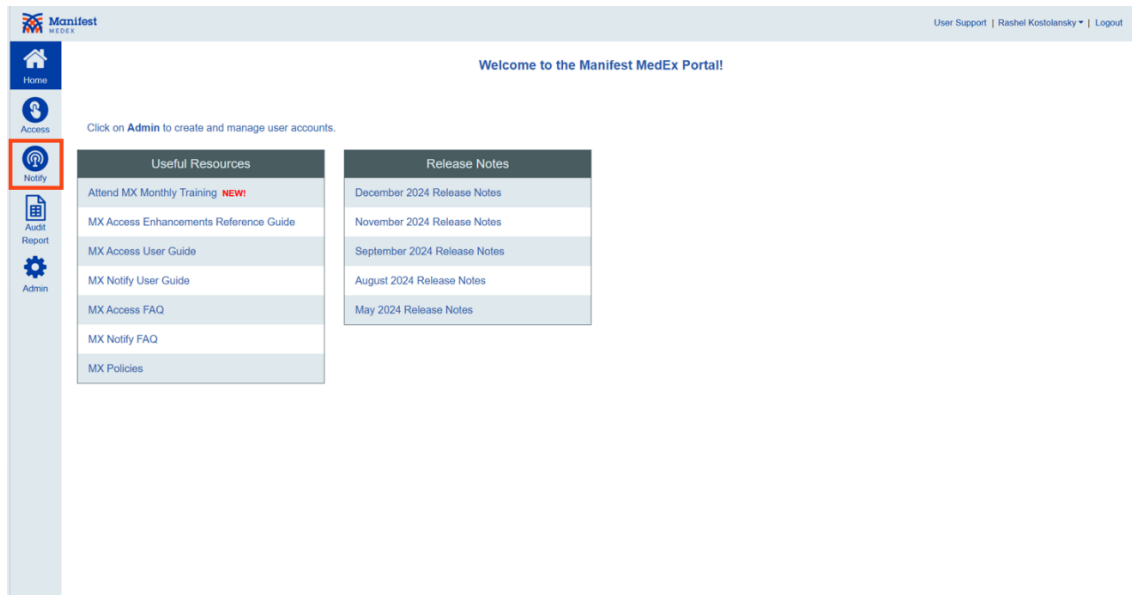 Manifest
MEDEX
User Support | Rashel Kostolansky | Logout
Home
Access
Notify
Audit
Report
Admin
Welcome to the Manifest MedEx Portal!
Click on Admin to create and manage user accounts.
Useful Resources
Attend MX Monthly Training NEW!
MX Access Enhancements Reference Guide
MX Access User Guide
MX Notify User Guide
MX Access FAQ
MX Notify FAQ
MX Policies
Release Notes
December 2024 Release Notes
November 2024 Release Notes
September 2024 Release Notes
August 2024 Release Notes
May 2024 Release Notes